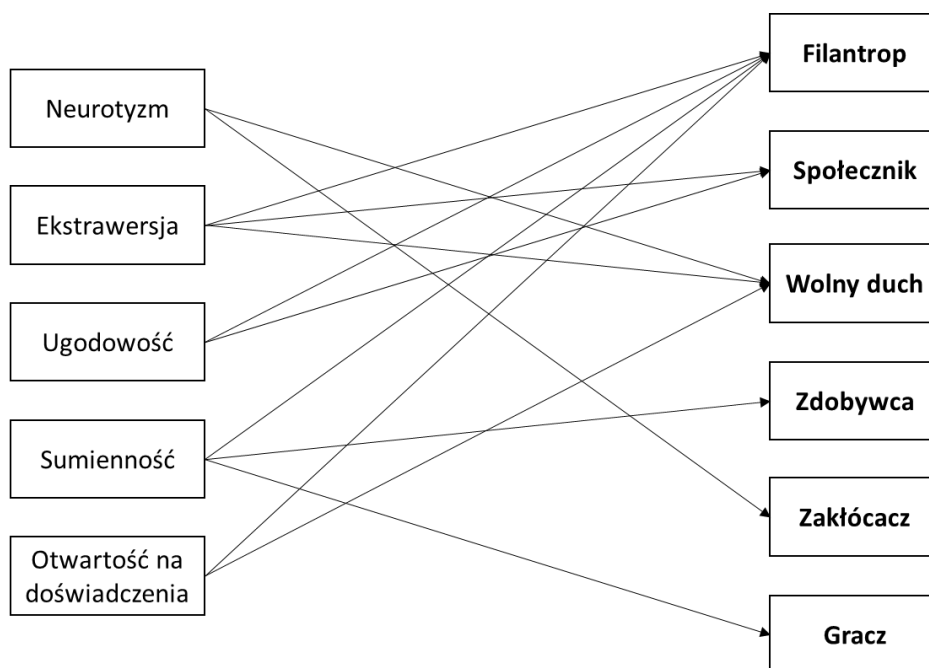 Neurotyzm
Ekstrawersja
Ugodowość
Sumienność
Otwartość na
doświadczenia
Filantrop
Społecznik
Wolny duch
Zdobywca
Zakłócacz
Gracz